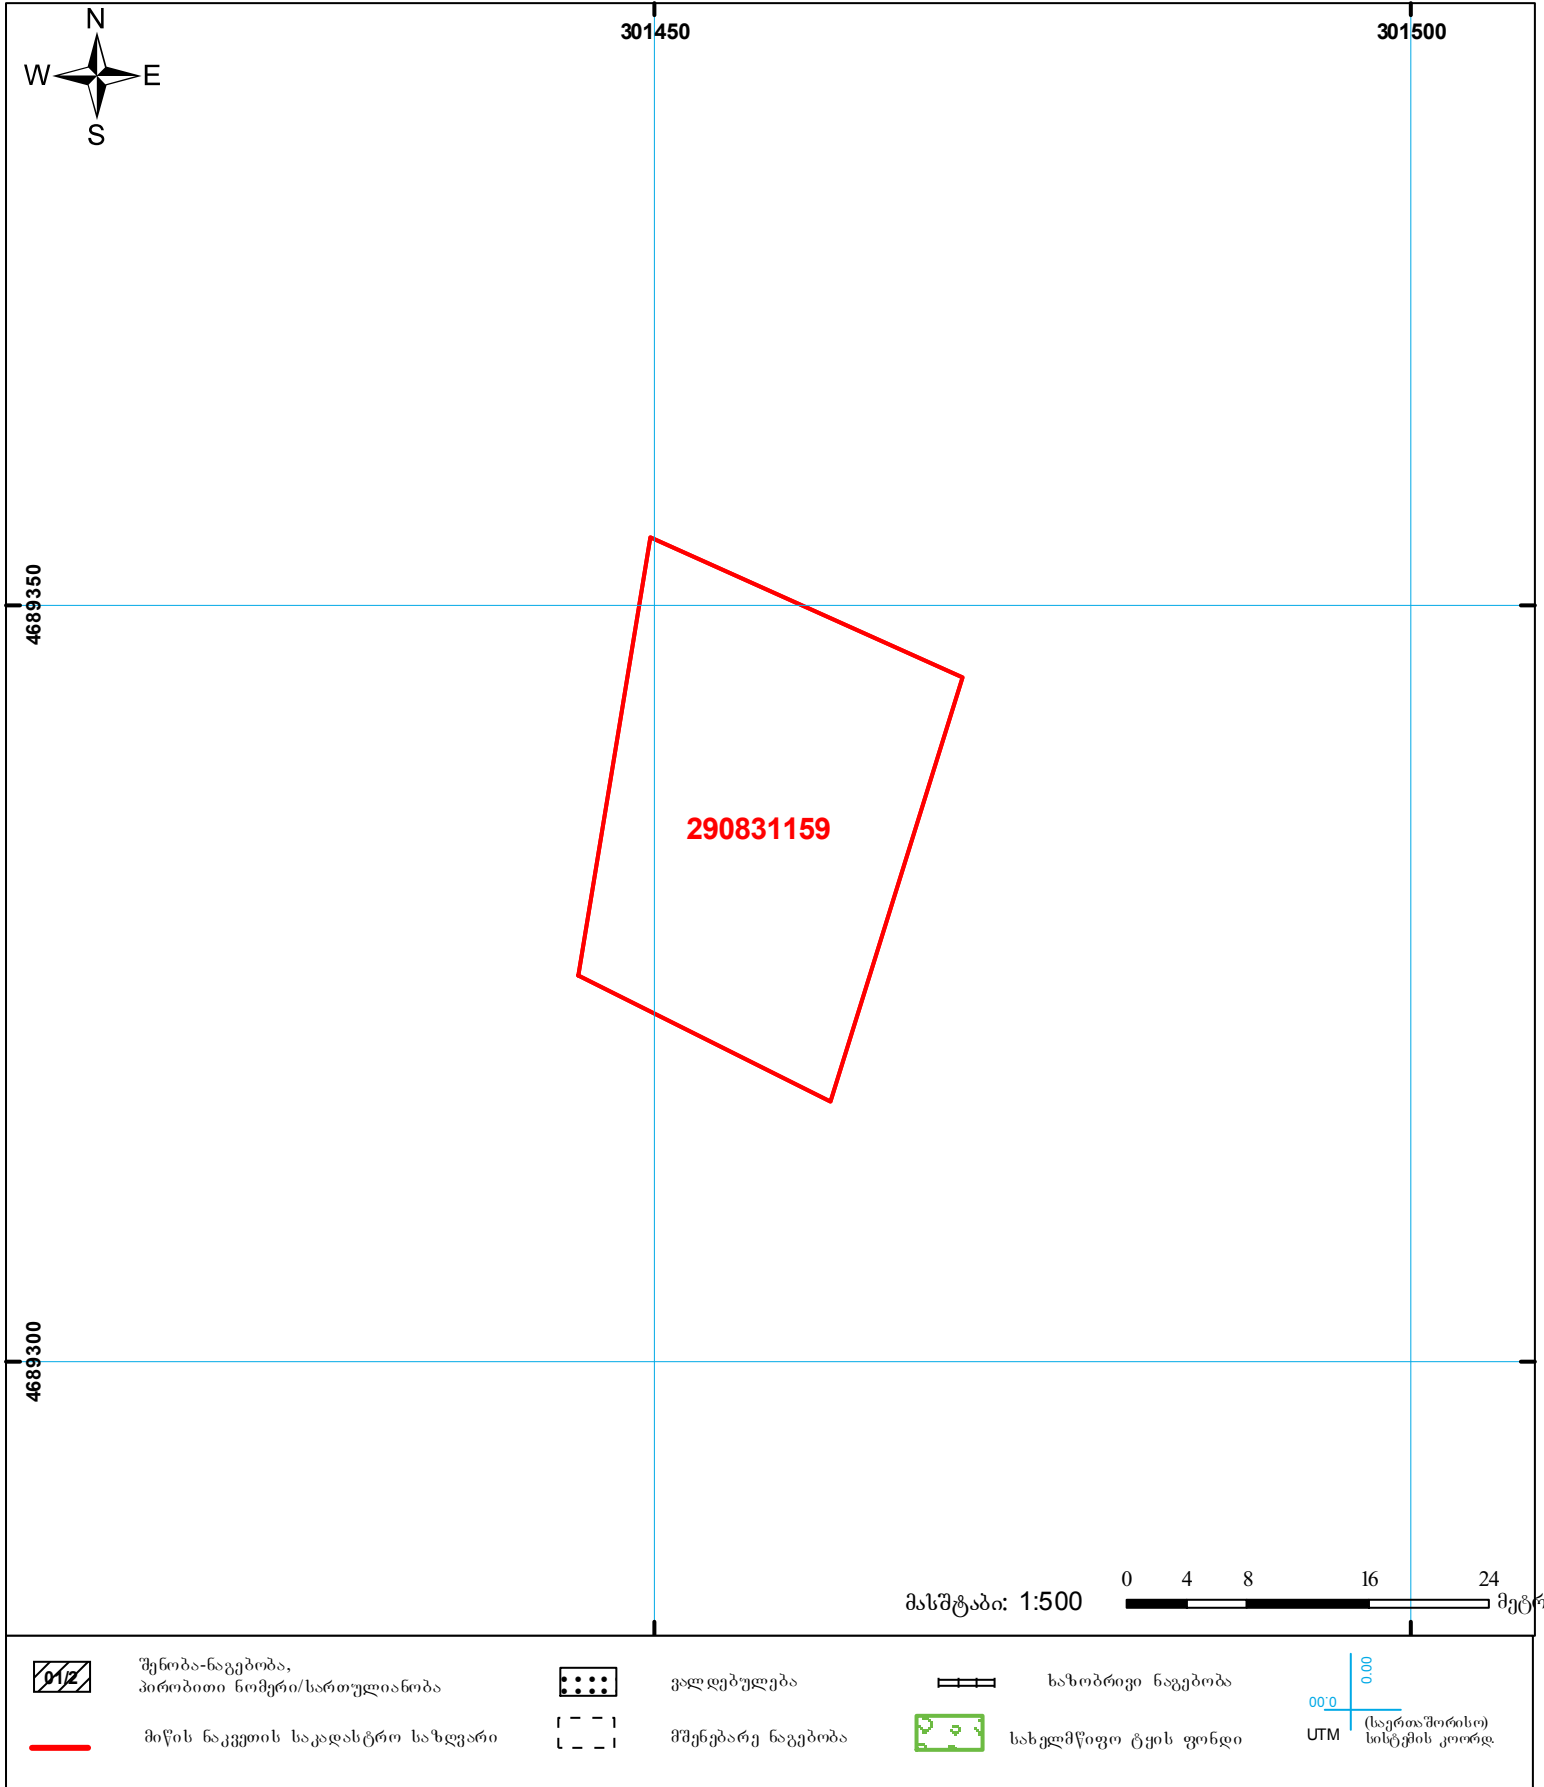 N
W E
S
301450
301500
4689350
4689300
290831159
მასშტაბი: 1:500
0 4 8 16 24
მეტრ
01/2
შენობა-ნაგებობა,
პირობითი ნომერი/სართულიანობა
ვალდებულება
ხაზობრივი ნაგებობა
მიწის ნაკვეთის საკადასტრო საზღვარი
მშენებარე ნაგებობა
სახელმწიფო ტყის ფონდი
00.0
00.0
UTM
(საერთაშორისო)
სისტემის კოორდ.